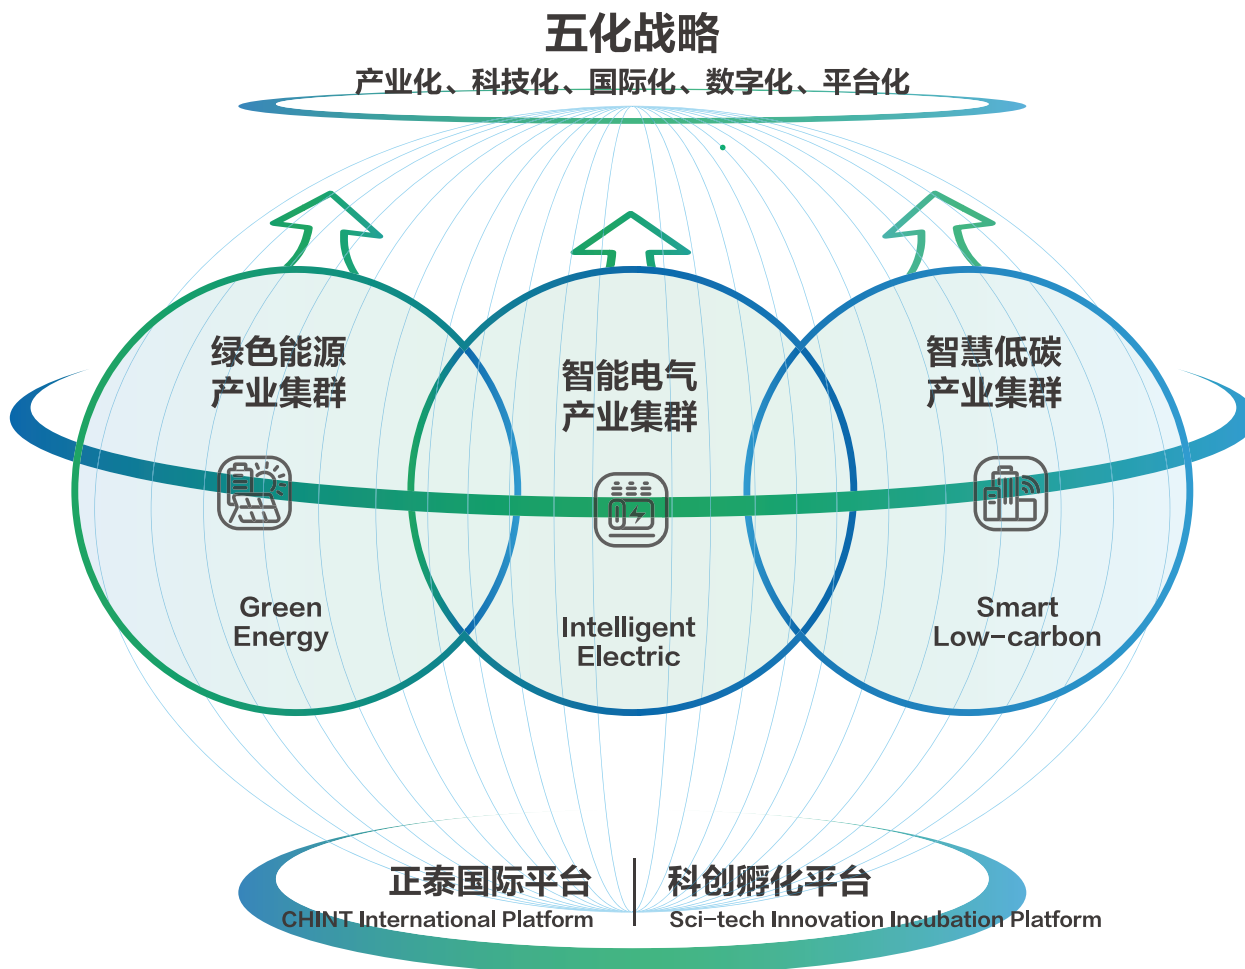 五化战略
产业化、科技化、国际化、数字化、平台化
绿色能源
产业集群
Green
Energy
智能电气
产业集群
Intelligent
Electric
智慧低碳
产业集群
Smart
Low-carbon
正泰国际平台
CHINT International Platform
科创孵化平台
Sci-tech Innovation Incubation Platform